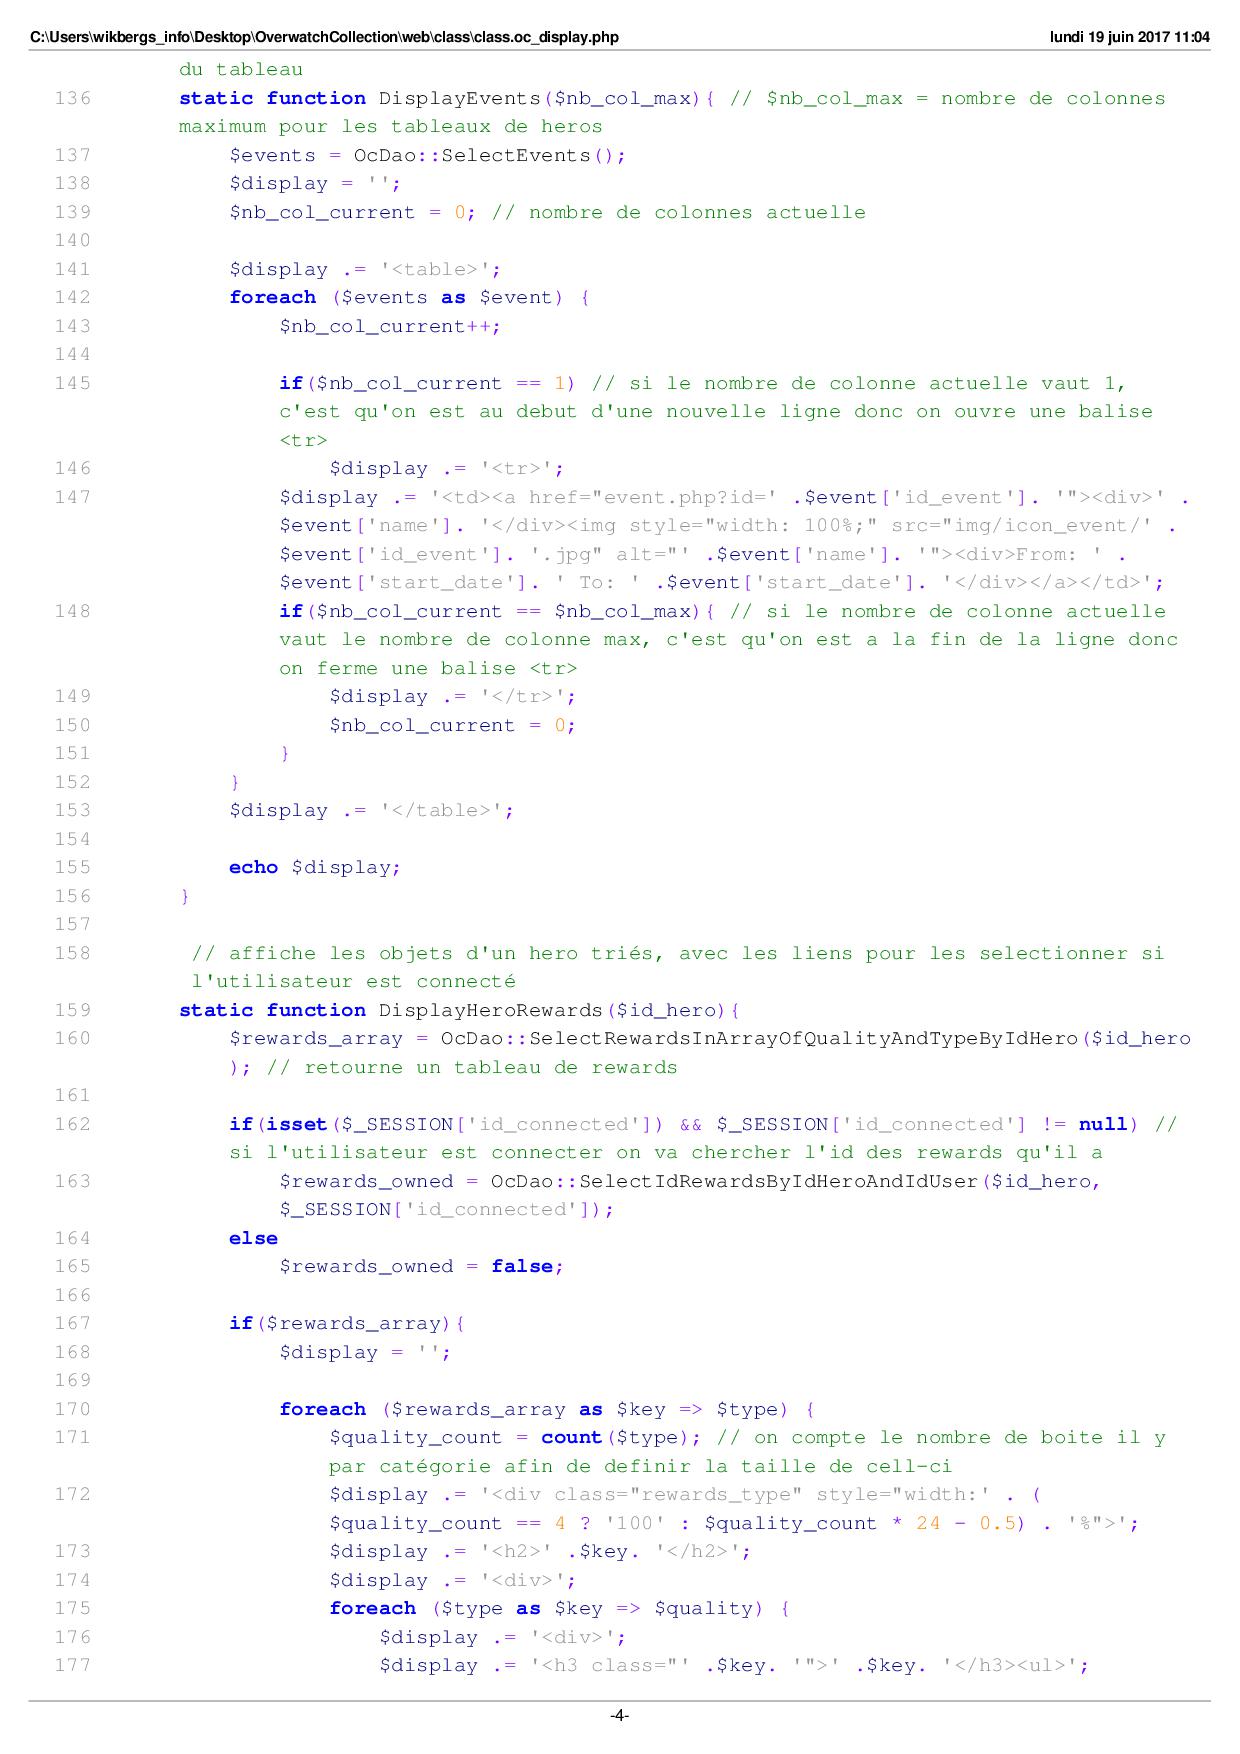 C:\Users\wikbergs_info\Desktop\OverwatchCollection\web\class\class.oc_display.php lundi 19 juin 2017 11:04
du tableau
136 static function DisplayEvents($nb_col_max){ // $nb_col_max = nombre de colonnes
maximum pour les tableaux de heros
137 $events = OcDao::SelectEvents();
138 $display = '';
139 $nb_col_current = 0; // nombre de colonnes actuelle
140
141 $display .= '<table>';
142 foreach ($events as $event) {
143 $nb_col_current++;
144
145 if($nb_col_current == 1) // si le nombre de colonne actuelle vaut 1,
c'est qu'on est au debut d'une nouvelle ligne donc on ouvre une balise
<tr>
146 $display .= '<tr>';
147 $display .= '<td><a href="event.php?id=' .$event['id_event']. '"><div>' .
$event['name']. '</div><img style="width: 100%;" src="img/icon_event/' .
$event['id_event']. '.jpg" alt="' .$event['name']. '"><div>From: ' .
$event['start_date']. ' To: ' .$event['start_date']. '</div></a></td>';
148 if($nb_col_current == $nb_col_max){ // si le nombre de colonne actuelle
vaut le nombre de colonne max, c'est qu'on est a la fin de la ligne donc
on ferme une balise <tr>
149 $display .= '</tr>';
150 $nb_col_current = 0;
151 }
152 }
153 $display .= '</table>';
154
155 echo $display;
156 }
157
158 // affiche les objets d'un hero triés, avec les liens pour les selectionner si
l'utilisateur est connecté
159 static function DisplayHeroRewards($id_hero){
160 $rewards_array = OcDao::SelectRewardsInArrayOfQualityAndTypeByIdHero($id_hero
); // retourne un tableau de rewards
161
162 if(isset($_SESSION['id_connected']) && $_SESSION['id_connected'] != null) //
si l'utilisateur est connecter on va chercher l'id des rewards qu'il a
163 $rewards_owned = OcDao::SelectIdRewardsByIdHeroAndIdUser($id_hero,
$_SESSION['id_connected']);
164 else
165 $rewards_owned = false;
166
167 if($rewards_array){
168 $display = '';
169
170 foreach ($rewards_array as $key => $type) {
171 $quality_count = count($type); // on compte le nombre de boite il y
par catégorie afin de definir la taille de cell-ci
172 $display .= '<div class="rewards_type" style="width:' . (
$quality_count == 4 ? '100' : $quality_count * 24 - 0.5) . '%">';
173 $display .= '<h2>' .$key. '</h2>';
174 $display .= '<div>';
175 foreach ($type as $key => $quality) {
176 $display .= '<div>';
177 $display .= '<h3 class="' .$key. '">' .$key. '</h3><ul>';
-4-